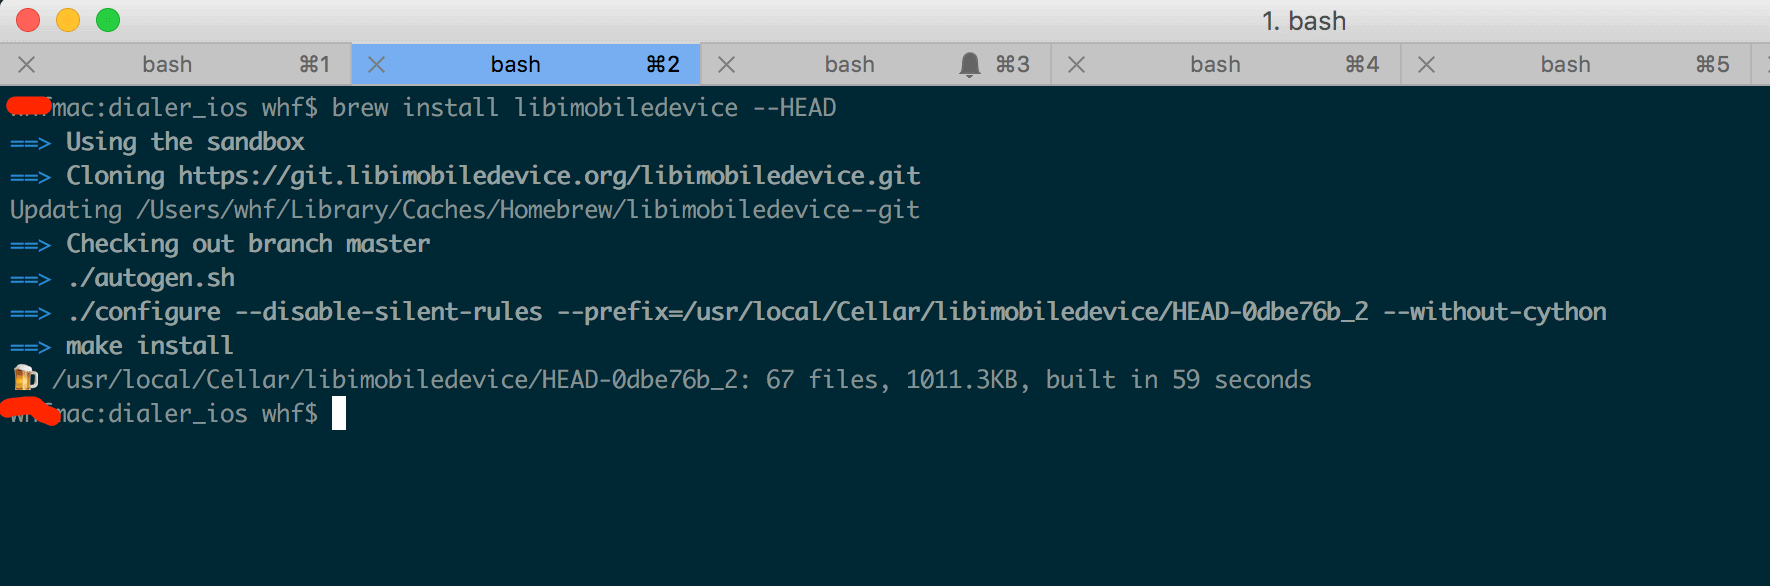 1. bash
bash ⌘1 bash ⌘2 bash ⌘3 bash ⌘4 bash ⌘5
mac:dialer_ios whf$ brew install libimobiledevice --HEAD
==> Using the sandbox
==> Cloning https://git.libimobiledevice.org/libimobiledevice.git
Updating /Users/whf/Library/Caches/Homebrew/libimobiledevice--git
==> Checking out branch master
==> ./autogen.sh
==> ./configure --disable-silent-rules --prefix=/usr/local/Cellar/libimobiledevice/HEAD-0dbe76b_2 --without-cython
==> make install
🍺 /usr/local/Cellar/libimobiledevice/HEAD-0dbe76b_2: 67 files, 1011.3KB, built in 59 seconds
mac:dialer_ios whf$